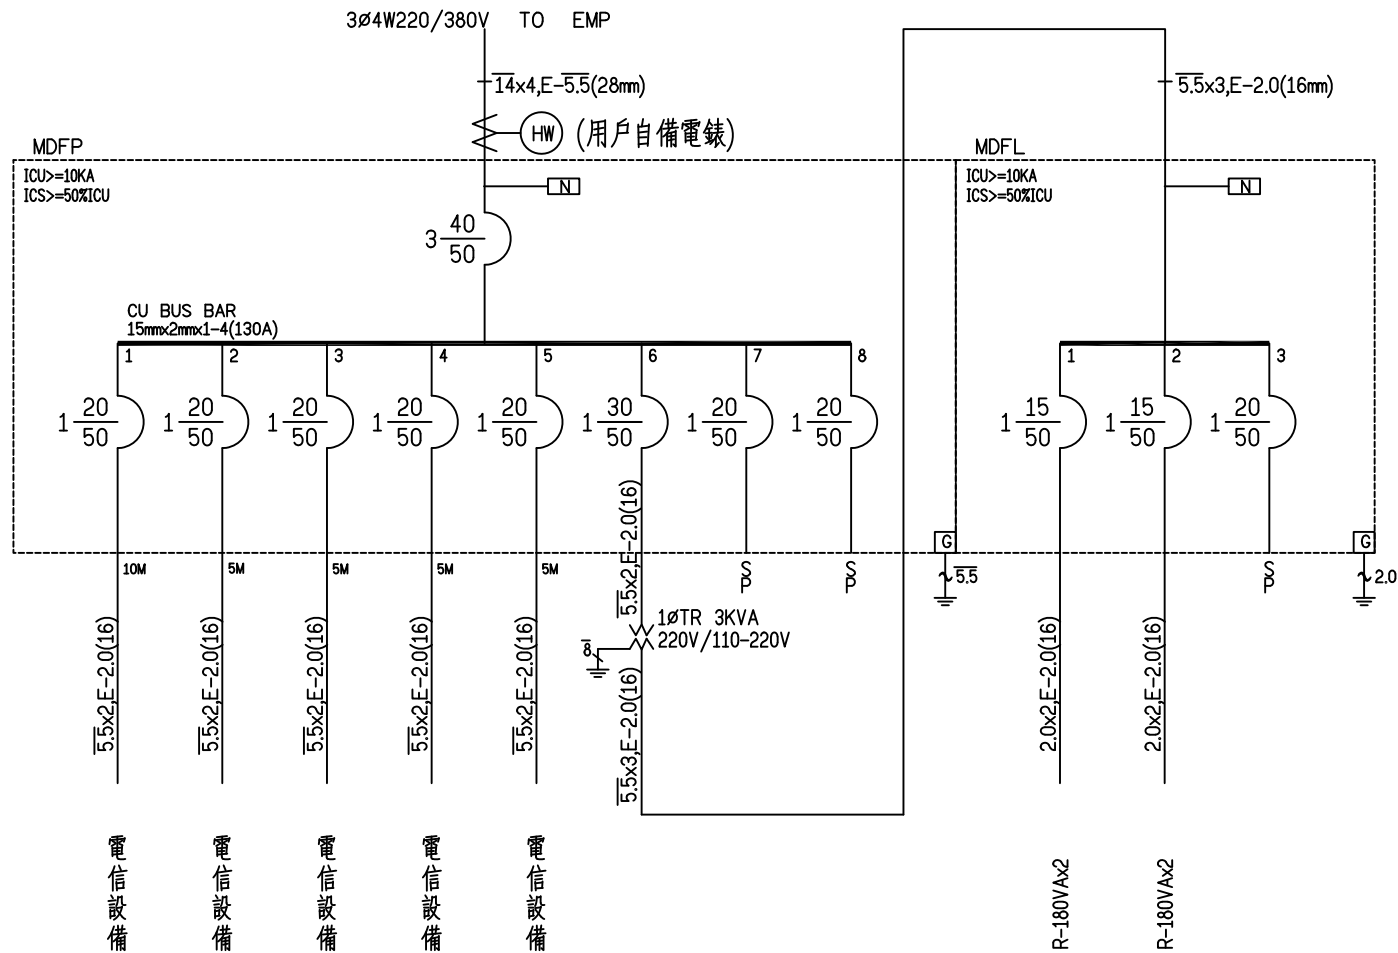 3ø4W220/380V TO EMP
14x4,E-5.5(28mm)
5.5x3,E-2.0(16mm)
HW (用戶自備電錶)
MDFP
ICU>=10KA
ICS>=50%ICU
N
3 40
50
CU BUS BAR
15mmx2mmx1-4(130A)
1 2 3 4 5 6 7 8
1 20
50
1 20
50
1 20
50
1 20
50
1 20
50
1 30
50
1 20
50
1 20
50
10M
5M
5M
5M
5M
5.5x2,E-2.0(16)
5.5x2,E-2.0(16)
5.5x2,E-2.0(16)
5.5x2,E-2.0(16)
5.5x2,E-2.0(16)
5.5x2,E-2.0(16)
SP
SP
G
5.5
1øTR 3KVA
220V/110-220V
8
5.5x3,E-2.0(16)
電信設備
電信設備
電信設備
電信設備
電信設備
MDFL
ICU>=10KA
ICS>=50%ICU
N
1 2 3
1 15
50
1 15
50
1 20
50
SP
G
2.0
2.0x2,E-2.0(16)
2.0x2,E-2.0(16)
R-180VAx2
R-180VAx2